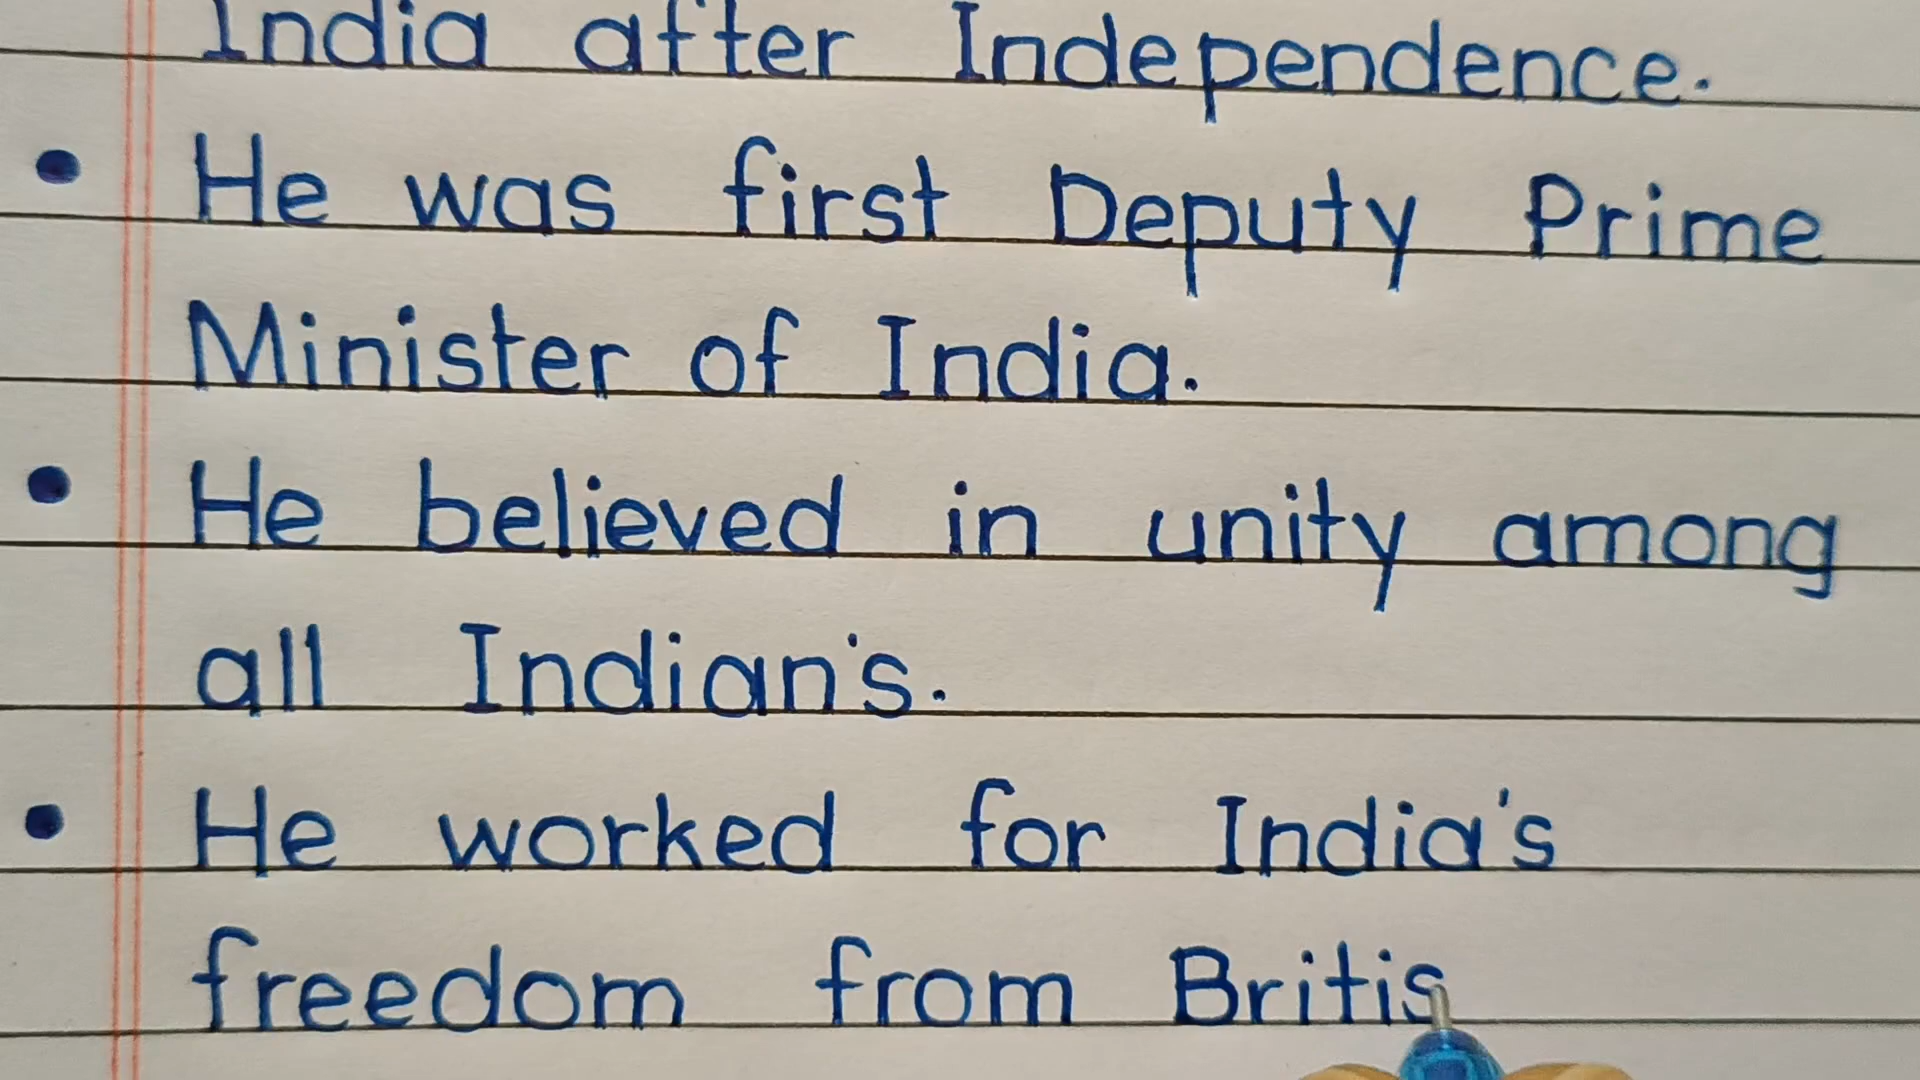 India after Independence.
• He was first Deputy Prime
Minister of India.
• He believed in unity among
all Indian's.
• He worked for India's
freedom from Britis